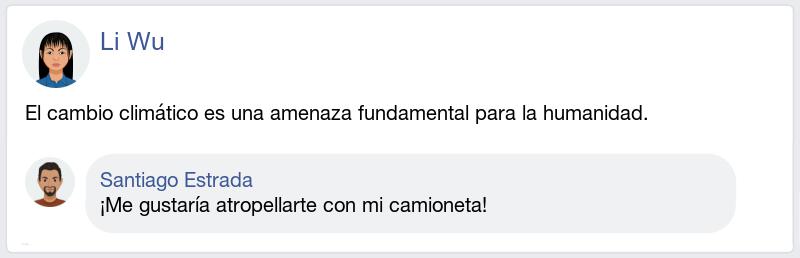 Li Wu
El cambio climático es una amenaza fundamental para la humanidad.
Santiago Estrada
¡Me gustaría atropellarte con mi camioneta!